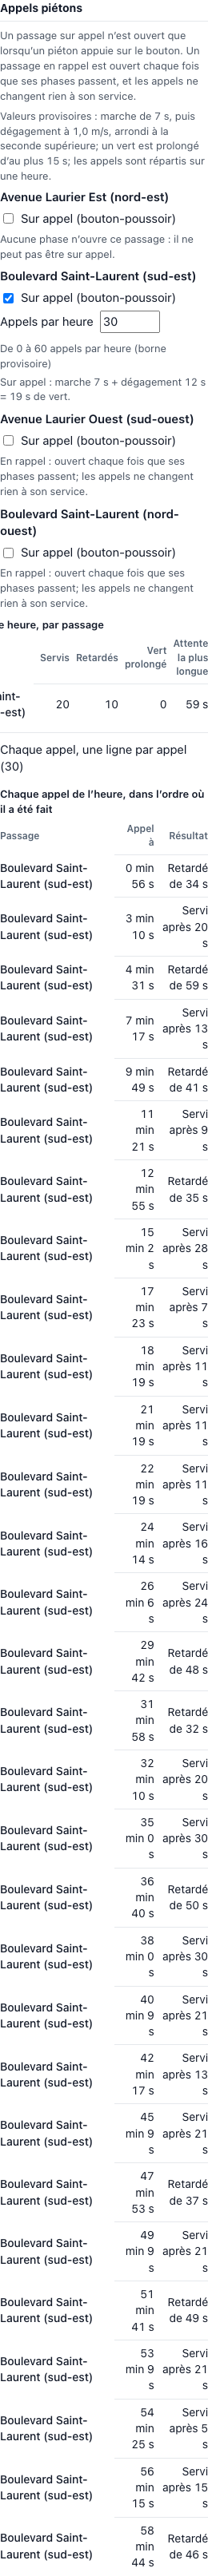 Appels piétons
Un passage sur appel n'est ouvert que
lorsqu'un piéton appuie sur le bouton. Un
passage en rappel est ouvert chaque fois
que ses phases passent, et les appels ne
changent rien à son service.
Valeurs provisoires : marche de 7 s, puis
dégagement à 1,0 m/s, arrondi à la
seconde supérieure; un vert est prolongé
d'au plus 15 s; les appels sont répartis sur
une heure.
Avenue Laurier Est (nord-est)
Sur appel (bouton-poussoir)
Aucune phase n'ouvre ce passage : il ne
peut pas être sur appel.
Boulevard Saint-Laurent (sud-est)
Sur appel (bouton-poussoir)
Appels par heure 30
De 0 à 60 appels par heure (borne
provisoire)
Sur appel : marche 7 s + dégagement 12 s
= 19 s de vert.
Avenue Laurier Ouest (sud-ouest)
Sur appel (bouton-poussoir)
En rappel : ouvert chaque fois que ses
phases passent; les appels ne changent
rien à son service.
Boulevard Saint-Laurent (nord-
ouest)
Sur appel (bouton-poussoir)
En rappel : ouvert chaque fois que ses
phases passent; les appels ne changent
rien à son service.
e heure, par passage
Servis Retardés Vert prolongé Attente la plus longue
aint-
-est) 20 10 0 59 s
Chaque appel, une ligne par appel
(30)
Chaque appel de l'heure, dans l'ordre où
il a été fait
Passage Appel à Résultat
Boulevard Saint-Laurent (sud-est) 0 min 56 s Retardé de 34 s
Boulevard Saint-Laurent (sud-est) 3 min 10 s Servi après 20 s
Boulevard Saint-Laurent (sud-est) 4 min 31 s Retardé de 59 s
Boulevard Saint-Laurent (sud-est) 7 min 17 s Servi après 13 s
Boulevard Saint-Laurent (sud-est) 9 min 49 s Retardé de 41 s
Boulevard Saint-Laurent (sud-est) 11 min 21 s Servi après 9 s
Boulevard Saint-Laurent (sud-est) 12 min 55 s Retardé de 35 s
Boulevard Saint-Laurent (sud-est) 15 min 2 s Servi après 28 s
Boulevard Saint-Laurent (sud-est) 17 min 23 s Servi après 7 s
Boulevard Saint-Laurent (sud-est) 18 min 19 s Servi après 11 s
Boulevard Saint-Laurent (sud-est) 21 min 19 s Servi après 11 s
Boulevard Saint-Laurent (sud-est) 22 min 19 s Servi après 11 s
Boulevard Saint-Laurent (sud-est) 24 min 14 s Servi après 16 s
Boulevard Saint-Laurent (sud-est) 26 min 6 s Servi après 24 s
Boulevard Saint-Laurent (sud-est) 29 min 42 s Retardé de 48 s
Boulevard Saint-Laurent (sud-est) 31 min 58 s Retardé de 32 s
Boulevard Saint-Laurent (sud-est) 32 min 10 s Servi après 20 s
Boulevard Saint-Laurent (sud-est) 35 min 0 s Servi après 30 s
Boulevard Saint-Laurent (sud-est) 36 min 40 s Retardé de 50 s
Boulevard Saint-Laurent (sud-est) 38 min 0 s Servi après 30 s
Boulevard Saint-Laurent (sud-est) 40 min 9 s Servi après 21 s
Boulevard Saint-Laurent (sud-est) 42 min 17 s Servi après 13 s
Boulevard Saint-Laurent (sud-est) 45 min 9 s Servi après 21 s
Boulevard Saint-Laurent (sud-est) 47 min 53 s Retardé de 37 s
Boulevard Saint-Laurent (sud-est) 49 min 9 s Servi après 21 s
Boulevard Saint-Laurent (sud-est) 51 min 41 s Retardé de 49 s
Boulevard Saint-Laurent (sud-est) 53 min 9 s Servi après 21 s
Boulevard Saint-Laurent (sud-est) 54 min 25 s Servi après 5 s
Boulevard Saint-Laurent (sud-est) 56 min 15 s Servi après 15 s
Boulevard Saint-Laurent (sud-est) 58 min 44 s Retardé de 46 s